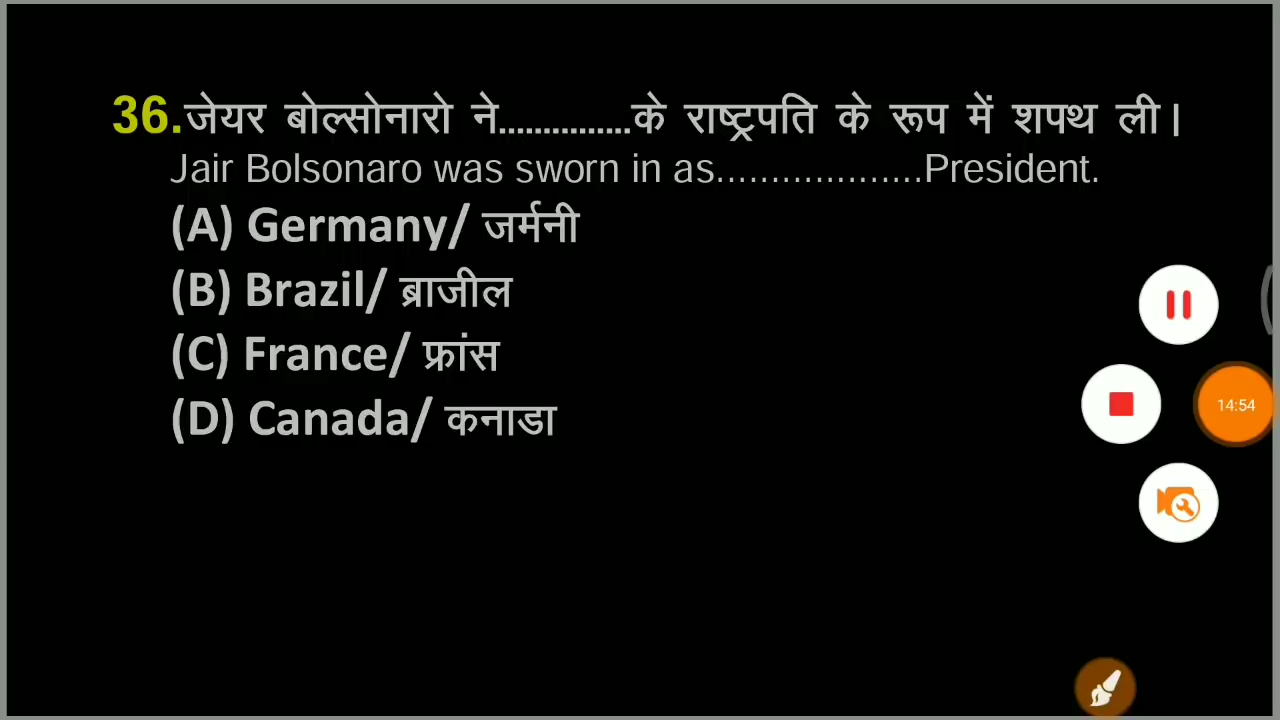 36.जेयर बोल्सोनारो ने...............के राष्ट्रपति के रूप में शपथ ली।
Jair Bolsonaro was sworn in as...................President.
(A) Germany/ जर्मनी
(B) Brazil/ ब्राजील
(C) France/ फ्रांस
(D) Canada/ कनाडा
14:54